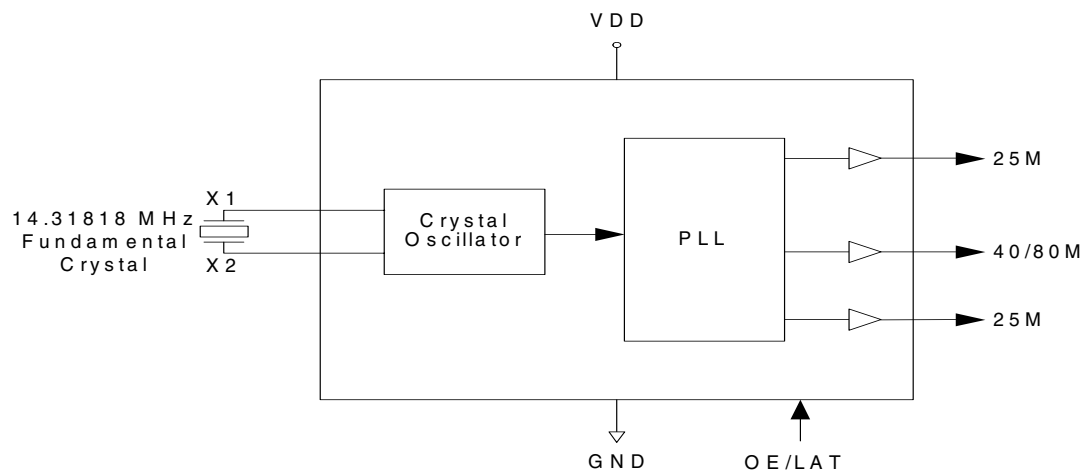 VDD
25M
X1
14.31818 MHz
Fundamental
Crystal
X2
Crystal
Oscillator
PLL
40/80M
25M
GND
OE/LAT